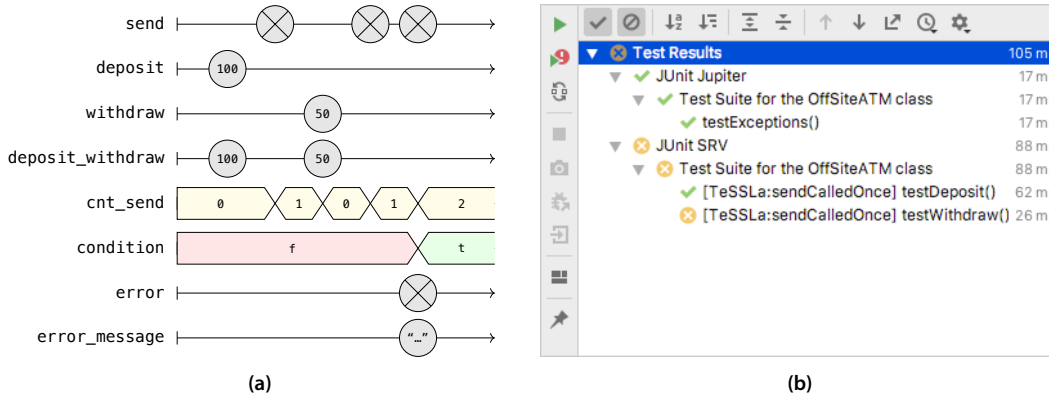 send
deposit
100
withdraw
50
deposit_withdraw
100 50
cnt_send
0 1 0 1 2
condition
f t
error
error_message
“…”
(a)
9
Test Results 105 m
JUnit Jupiter 17 m
Test Suite for the OffSiteATM class 17 m
testExceptions() 17 m
JUnit SRV 88 m
Test Suite for the OffSiteATM class 88 m
[TeSSLa:sendCalledOnce] testDeposit() 62 m
[TeSSLa:sendCalledOnce] testWithdraw() 26 m
(b)